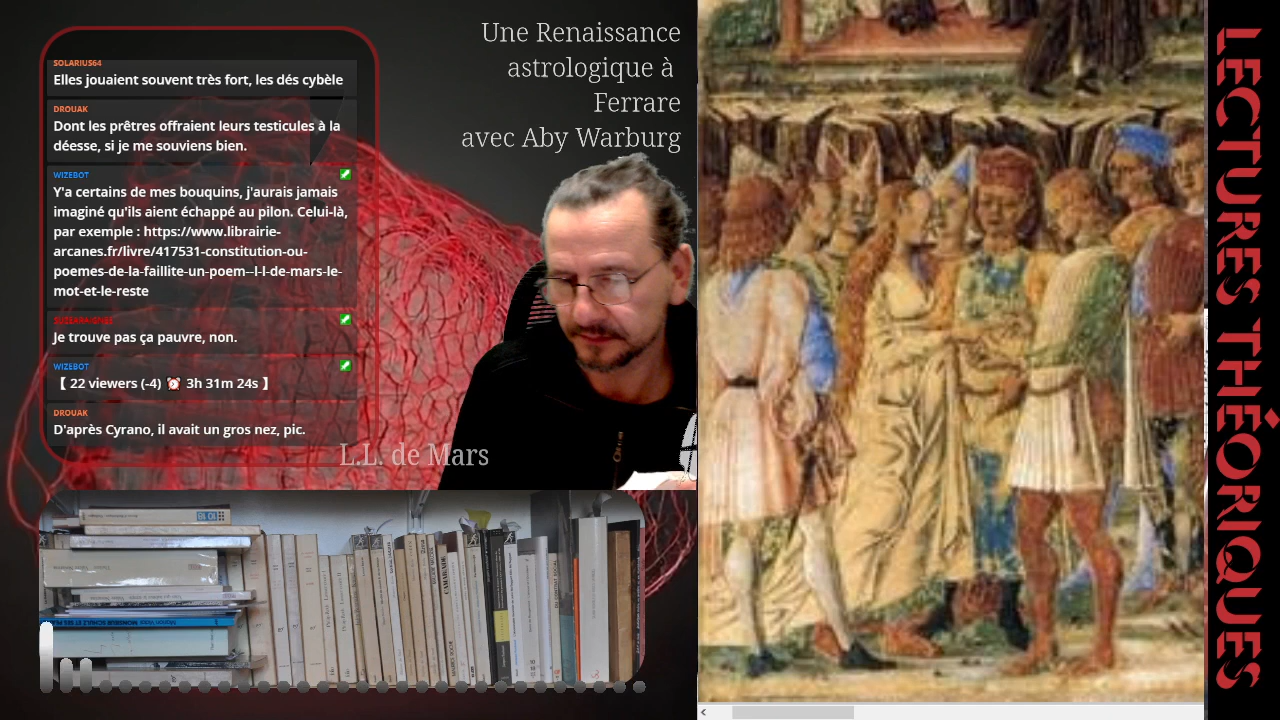 SOLARIUS64
Elles jouaient souvent très fort, les dés cybèle
DROUAK
Dont les prêtres offraient leurs testicules à la
déesse, si je me souviens bien.
WIZEBOT
Y'a certains de mes bouquins, j'aurais jamais
imaginé qu'ils aient échappé au pilon. Celui-là,
par exemple : https://www.librairie-
arcanes.fr/livre/417531-constitution-ou-
poemes-de-la-faillite-un-poem--l-l-de-mars-le-
mot-et-le-reste
Je trouve pas ça pauvre, non.
WIZEBOT
【 22 viewers (-4) ⏰ 3h 31m 24s 】
DROUAK
D'après Cyrano, il avait un gros nez, pic.
Une Renaissance
astrologique à
Ferrare
avec Aby Warburg
L.L. de Mars
LECTURES THÉORIQUES